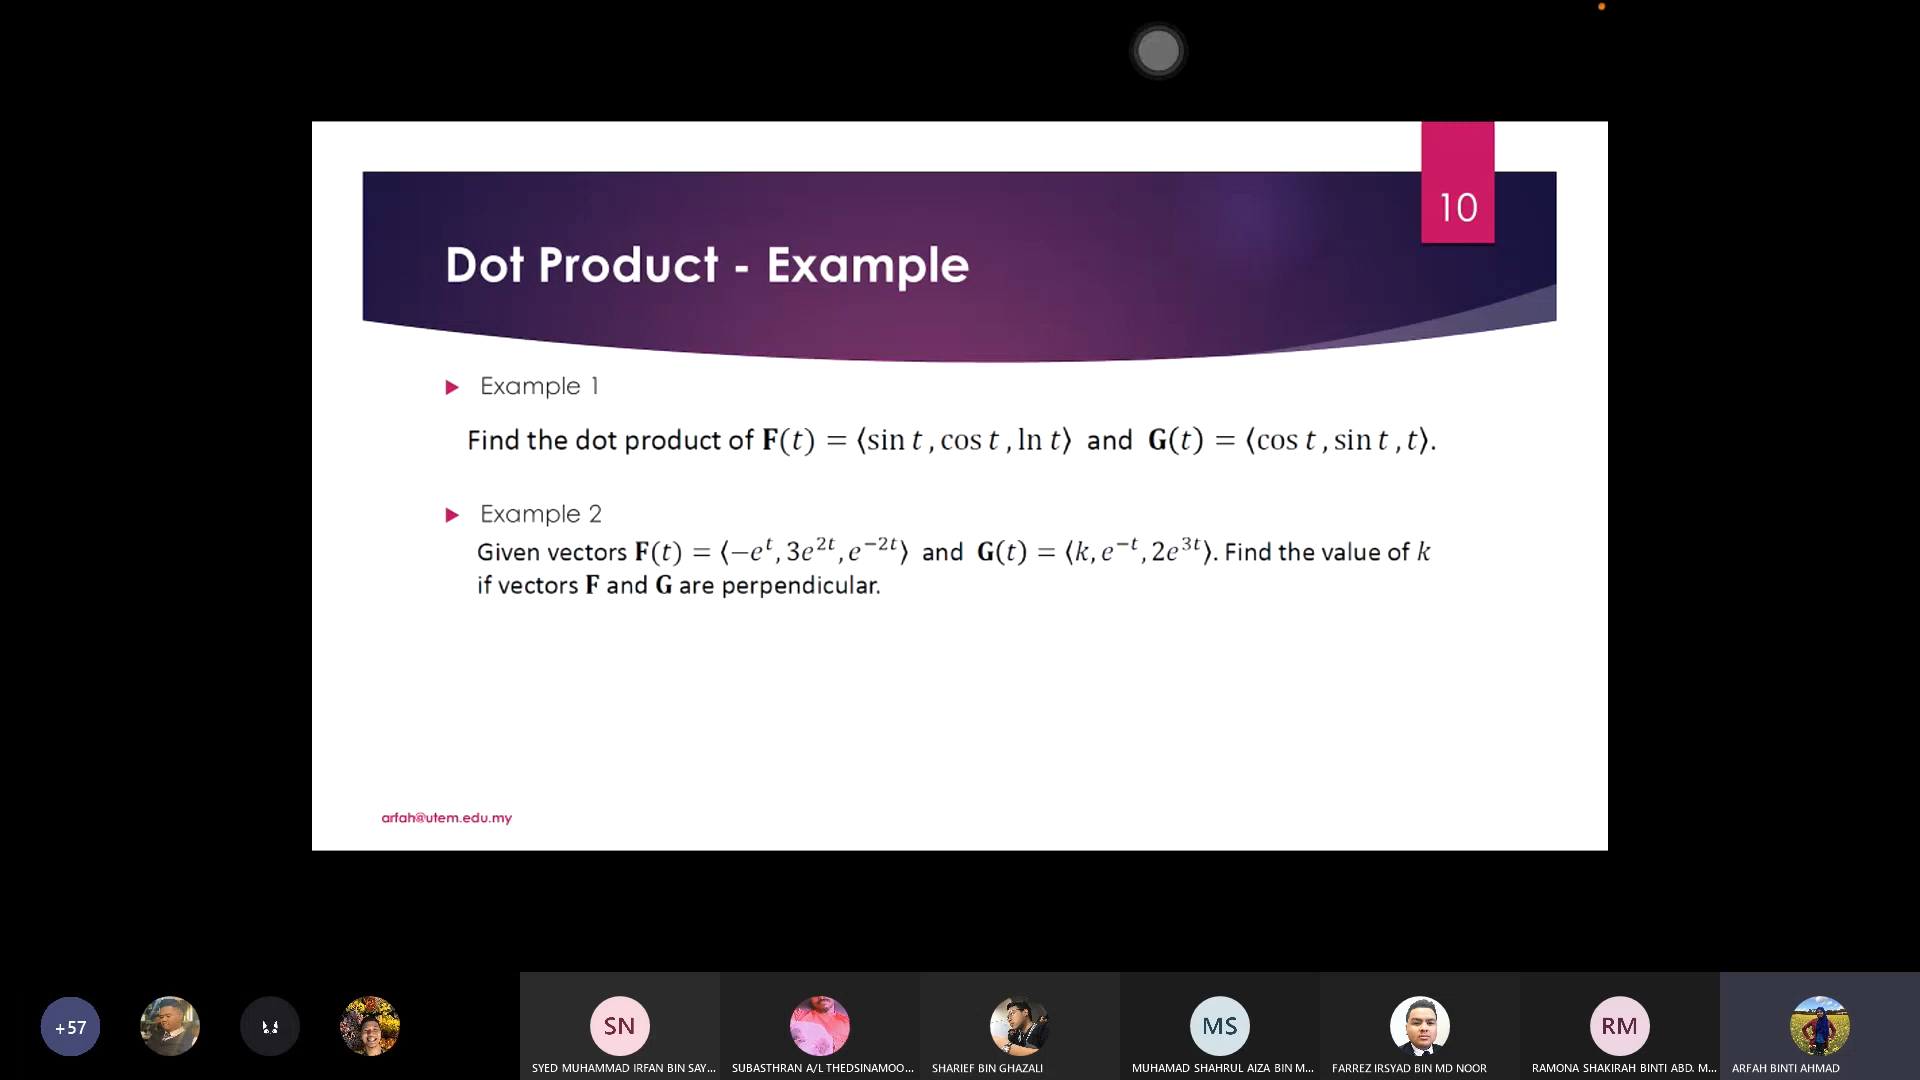 10
Dot Product - Example
Example 1
Find the dot product of F(t) = ⟨sin t , cos t , ln t⟩ and G(t) = ⟨cos t , sin t , t⟩.
Example 2
Given vectors F(t) = ⟨−e^t, 3e^{2t}, e^{−2t}⟩ and G(t) = ⟨k, e^{−t}, 2e^{3t}⟩. Find the value of k
if vectors F and G are perpendicular.
arfah@utem.edu.my
+57
SN
MS
RM
SYED MUHAMMAD IRFAN BIN SAY...
SUBASTHRAN A/L THEDSINAMOO...
SHARIEF BIN GHAZALI
MUHAMAD SHAHRUL AIZA BIN M...
FARREZ IRSYAD BIN MD NOOR
RAMONA SHAKIRAH BINTI ABD. M...
ARFAH BINTI AHMAD